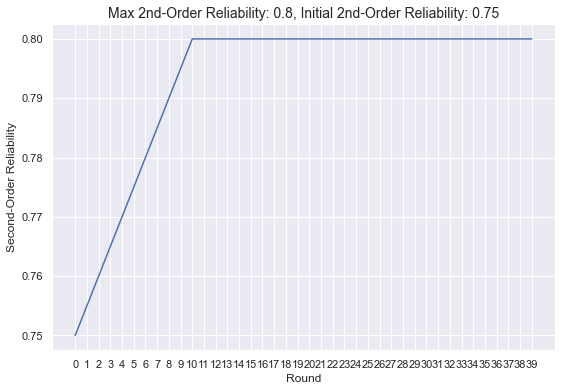 Max 2nd-Order Reliability: 0.8, Initial 2nd-Order Reliability: 0.75
0.80
0.79
0.78
0.77
0.76
0.75
Second-Order Reliability
0 1 2 3 4 5 6 7 8 9 10 11 12 13 14 15 16 17 18 19 20 21 22 23 24 25 26 27 28 29 30 31 32 33 34 35 36 37 38 39
Round